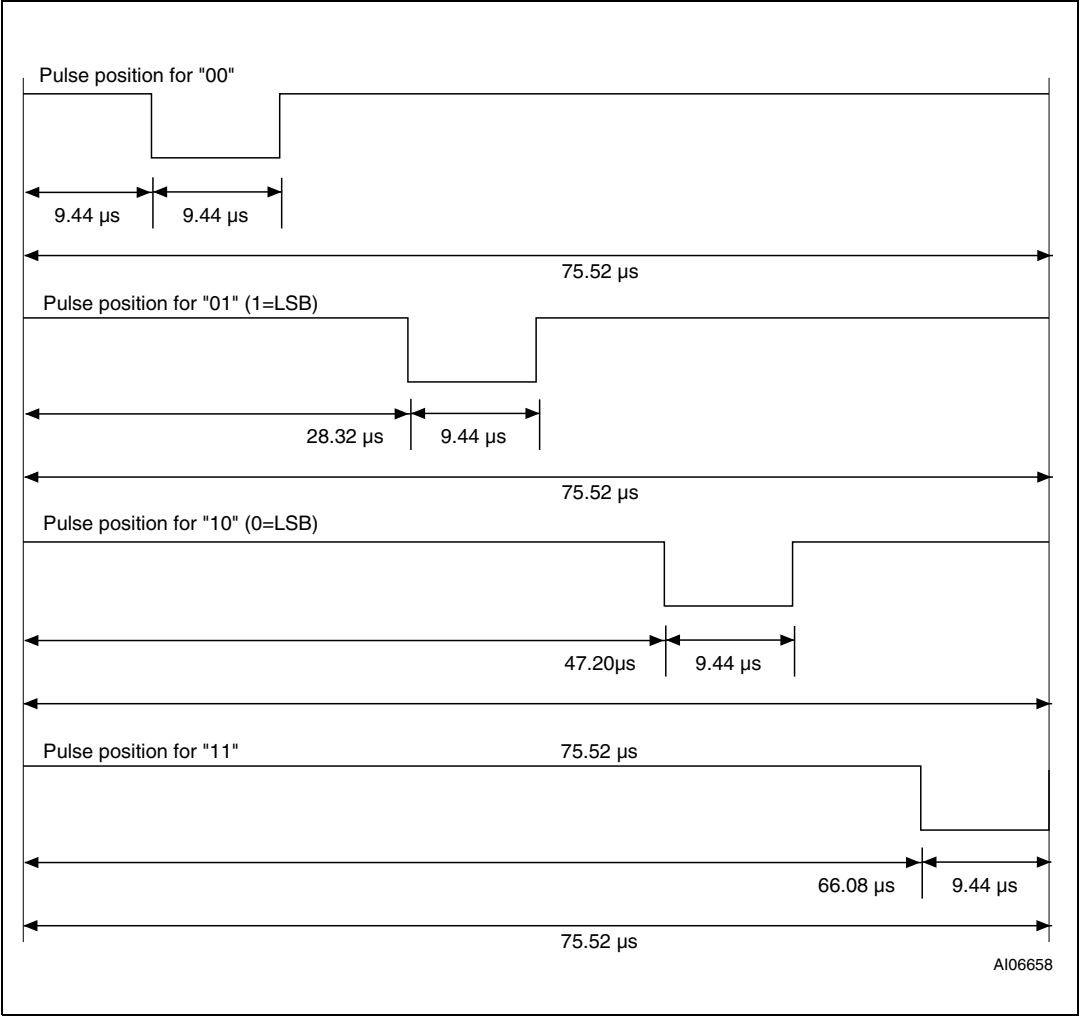 Pulse position for "00"
9.44 µs 9.44 µs
75.52 µs
Pulse position for "01" (1=LSB)
28.32 µs 9.44 µs
75.52 µs
Pulse position for "10" (0=LSB)
47.20µs 9.44 µs
Pulse position for "11" 75.52 µs
66.08 µs 9.44 µs
75.52 µs
AI06658